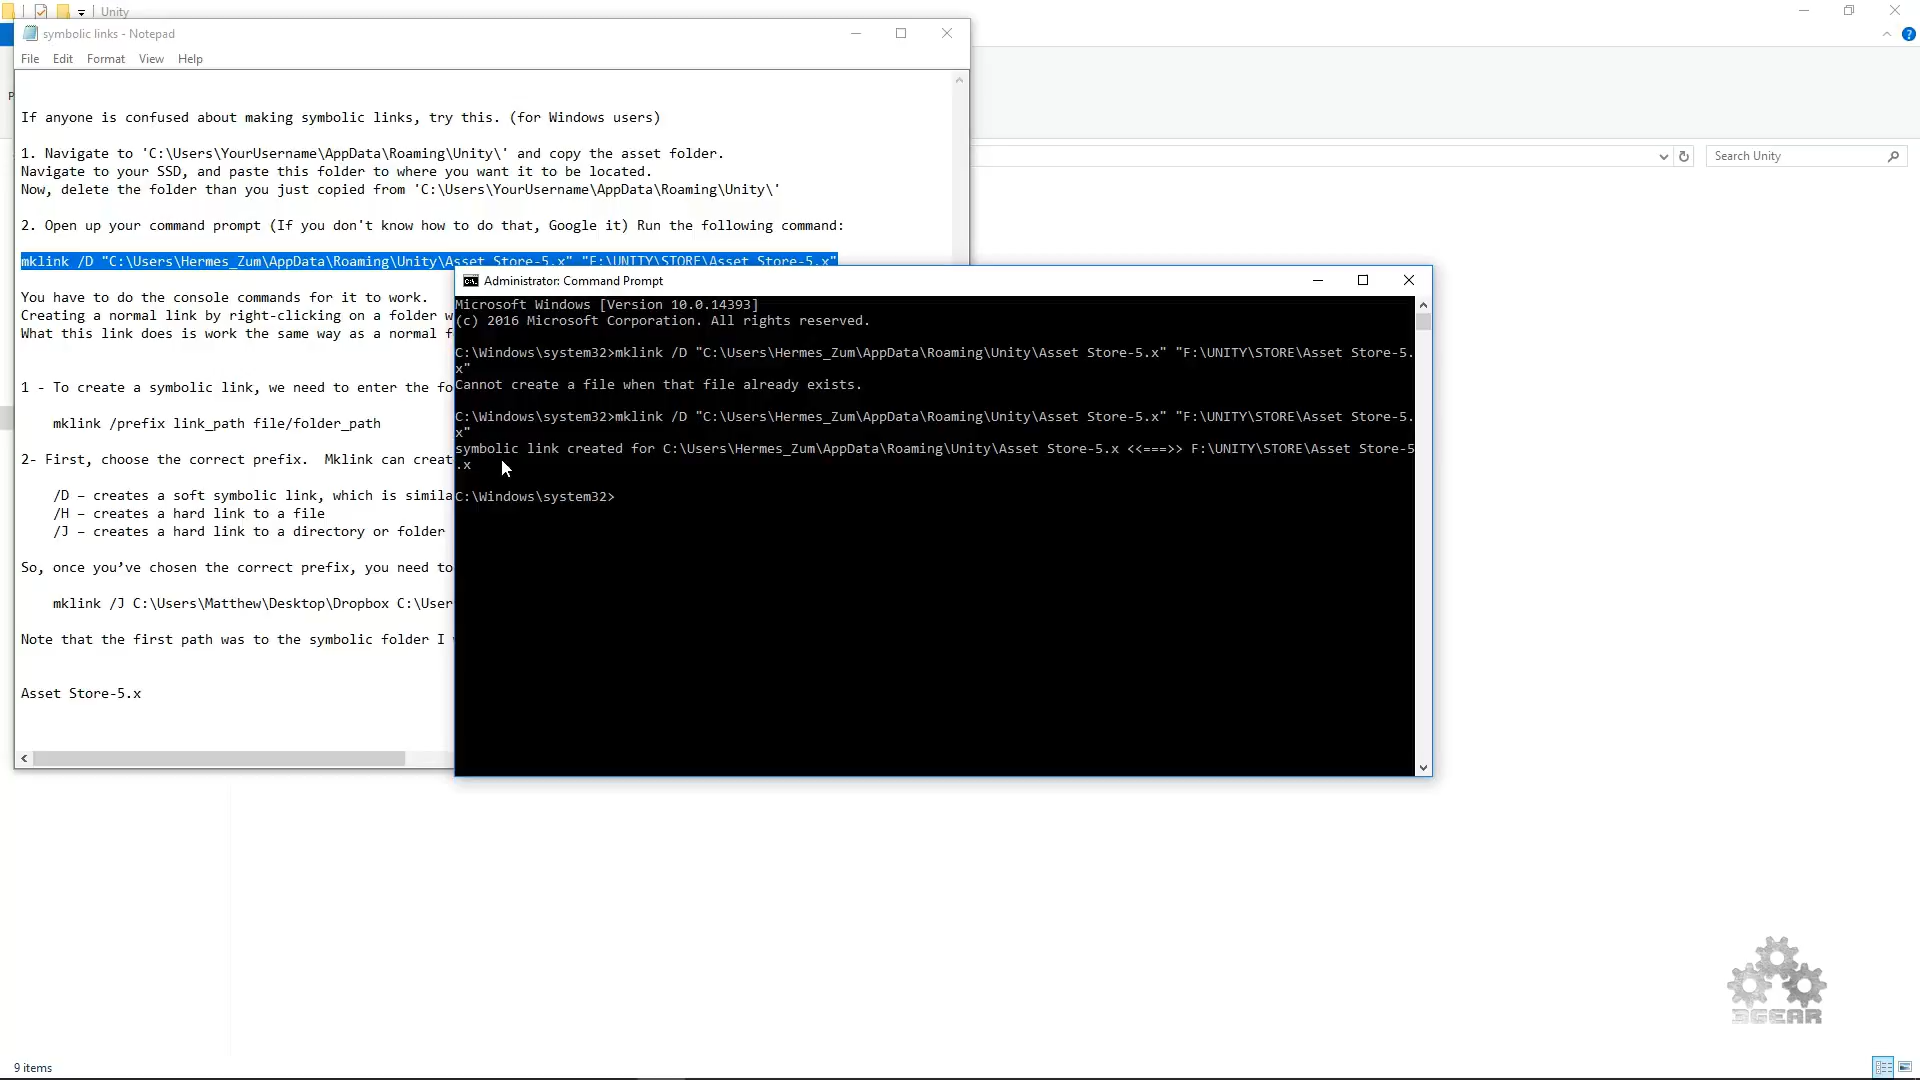 Unity
symbolic links - Notepad
File Edit Format View Help
If anyone is confused about making symbolic links, try this. (for Windows users)
1. Navigate to 'C:\Users\YourUsername\AppData\Roaming\Unity\' and copy the asset folder.
Navigate to your SSD, and paste this folder to where you want it to be located.
Now, delete the folder than you just copied from 'C:\Users\YourUsername\AppData\Roaming\Unity\'
Search Unity
2. Open up your command prompt (If you don't know how to do that, Google it) Run the following command:
mklink /D "C:\Users\Hermes_Zum\AppData\Roaming\Unity\Asset Store-5.x" "F:\UNITY\STORE\Asset Store-5.x"
You have to do the console commands for it to work.
Creating a normal link by right-clicking on a folder w
What this link does is work the same way as a normal f
1 - To create a symbolic link, we need to enter the fo
mklink /prefix link_path file/folder_path
2- First, choose the correct prefix.  Mklink can creat
/D – creates a soft symbolic link, which is simila
/H – creates a hard link to a file
/J – creates a hard link to a directory or folder
So, once you’ve chosen the correct prefix, you need to
mklink /J C:\Users\Matthew\Desktop\Dropbox C:\User
Note that the first path was to the symbolic folder I
Asset Store-5.x
Administrator: Command Prompt
Microsoft Windows [Version 10.0.14393]
(c) 2016 Microsoft Corporation. All rights reserved.
C:\Windows\system32>mklink /D "C:\Users\Hermes_Zum\AppData\Roaming\Unity\Asset Store-5.x" "F:\UNITY\STORE\Asset Store-5.
x"
Cannot create a file when that file already exists.
C:\Windows\system32>mklink /D "C:\Users\Hermes_Zum\AppData\Roaming\Unity\Asset Store-5.x" "F:\UNITY\STORE\Asset Store-5.
x"
symbolic link created for C:\Users\Hermes_Zum\AppData\Roaming\Unity\Asset Store-5.x <<===>> F:\UNITY\STORE\Asset Store-5
.x
C:\Windows\system32>
3GEAR
9 items